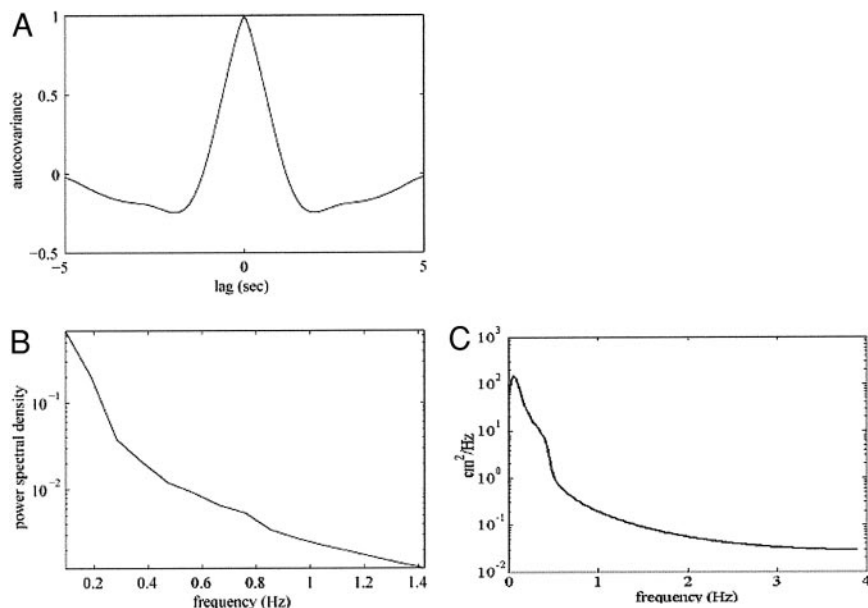 A
1
0.5
0
−0.5
−5
0
5
autocovariance
lag (sec)
B
10^−1
10^−2
0.2 0.4 0.6 0.8 1 1.2 1.4
power spectral density
frequency (Hz)
C
10^3
10^2
10^1
10^0
10^−1
10^−2
0 1 2 3 4
cm^2/Hz
frequency (Hz)